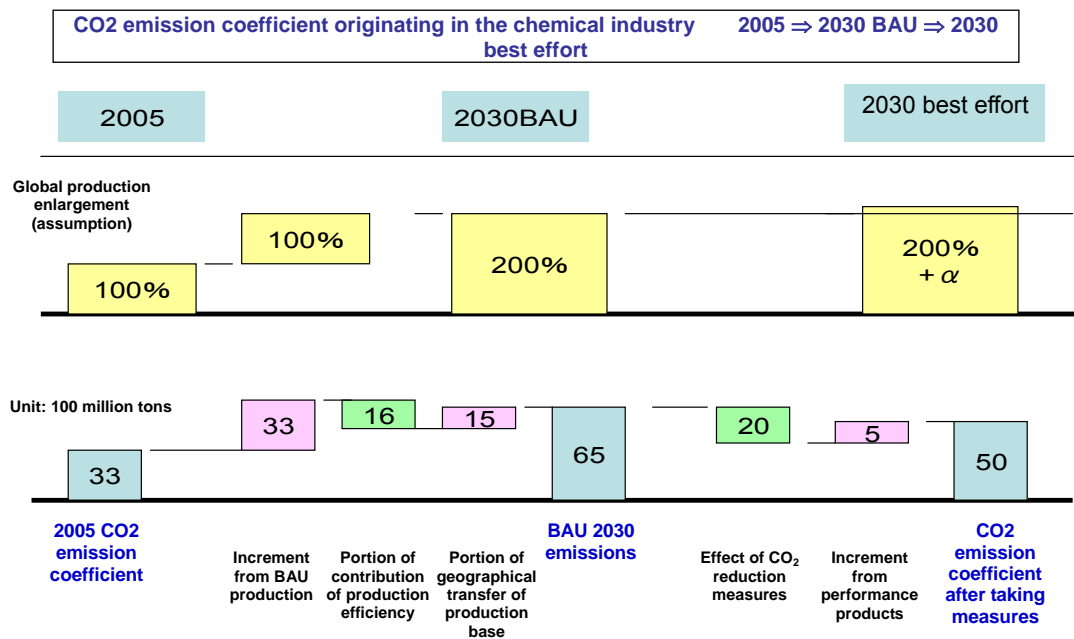 CO2 emission coefficient originating in the chemical industry 2005 ⇒ 2030 BAU ⇒ 2030
best effort
2005
2030BAU
2030 best effort
Global production
enlargement
(assumption)
100%
100%
200%
200%
+ α
Unit: 100 million tons
33
33
16
15
65
20
5
50
2005 CO2
emission
coefficient
Increment
from BAU
production
Portion of
contribution
of production
efficiency
Portion of
geographical
transfer of
production
base
BAU 2030
emissions
Effect of CO₂
reduction
measures
Increment
from
performance
products
CO2
emission
coefficient
after taking
measures